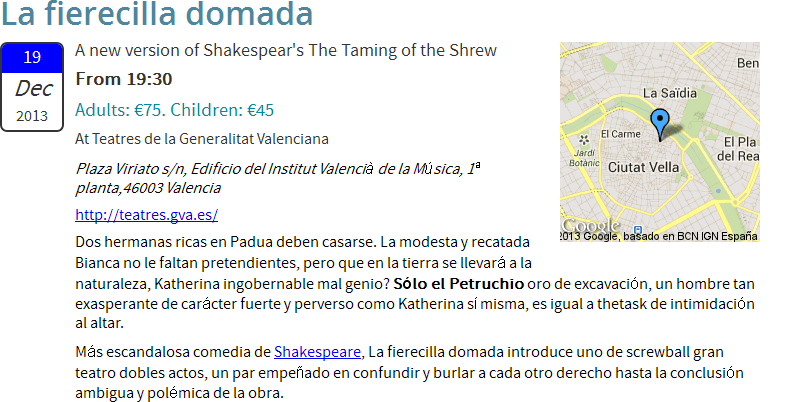 La fierecilla domada
19
Dec
2013
A new version of Shakespear's The Taming of the Shrew
From 19:30
Adults: €75. Children: €45
At Teatres de la Generalitat Valenciana
Plaza Viriato s/n, Edificio del Institut Valencià de la Música, 1ª
planta,46003 Valencia
http://teatres.gva.es/
Dos hermanas ricas en Padua deben casarse. La modesta y recatada
Bianca no le faltan pretendientes, pero que en la tierra se llevará a la
naturaleza, Katherina ingobernable mal genio? Sólo el Petruchio oro de excavación, un hombre tan
exasperante de carácter fuerte y perverso como Katherina sí misma, es igual a thetask de intimidación
al altar.
Más escandalosa comedia de Shakespeare, La fierecilla domada introduce uno de screwball gran
teatro dobles actos, un par empeñado en confundir y burlar a cada otro derecho hasta la conclusión
ambigua y polémica de la obra.
Ben
La Saïdia
El Carme
Jardí
Botànic
El Pla
del Rea
Ciutat Vella
Google
2013 Google, basado en BCN IGN España